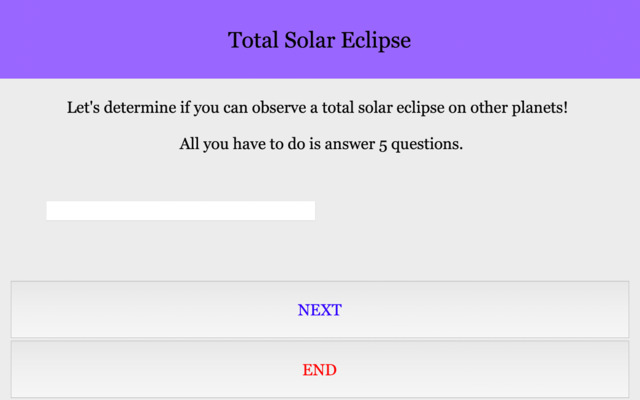 Total Solar Eclipse
Let's determine if you can observe a total solar eclipse on other planets!
All you have to do is answer 5 questions.
NEXT
END